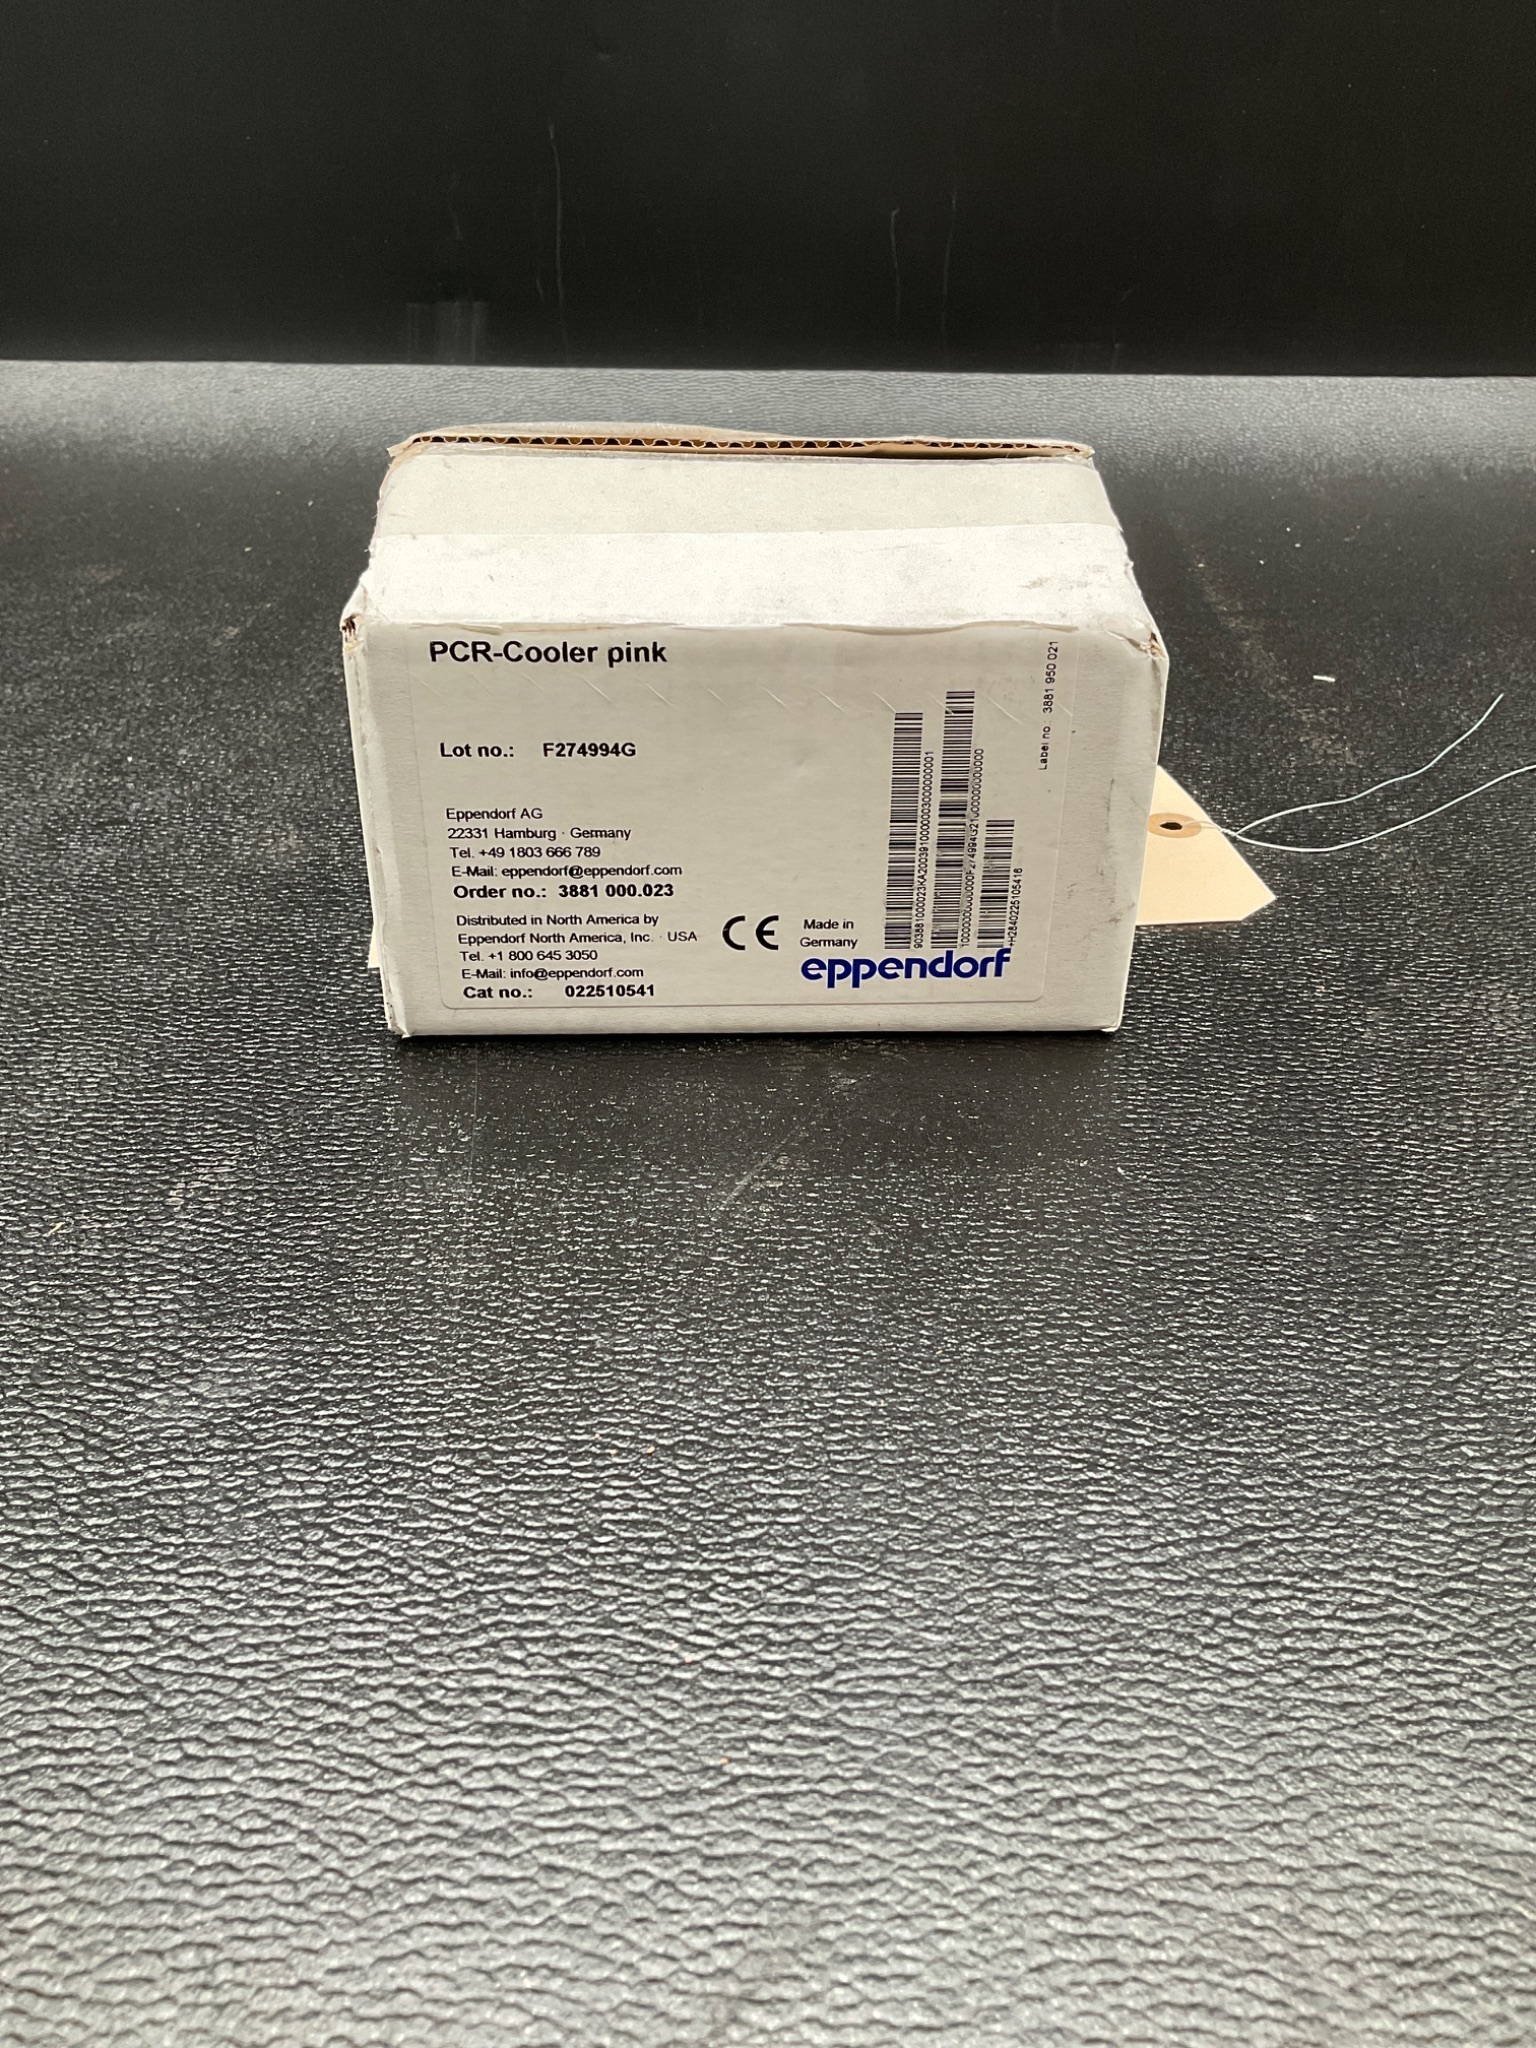 PCR-Cooler pink
Lot no.: F274994G
Eppendorf AG
22331 Hamburg · Germany
Tel. +49 1803 666 789
E-Mail: eppendorf@eppendorf.com
Order no.: 3881 000.023
Distributed in North America by
Eppendorf North America, Inc. · USA
Tel. +1 800 645 3050
E-Mail: info@eppendorf.com
Cat no.: 022510541
CE
Made in
Germany
eppendorf
+H2840225105416
Label no.: 3881 950 021